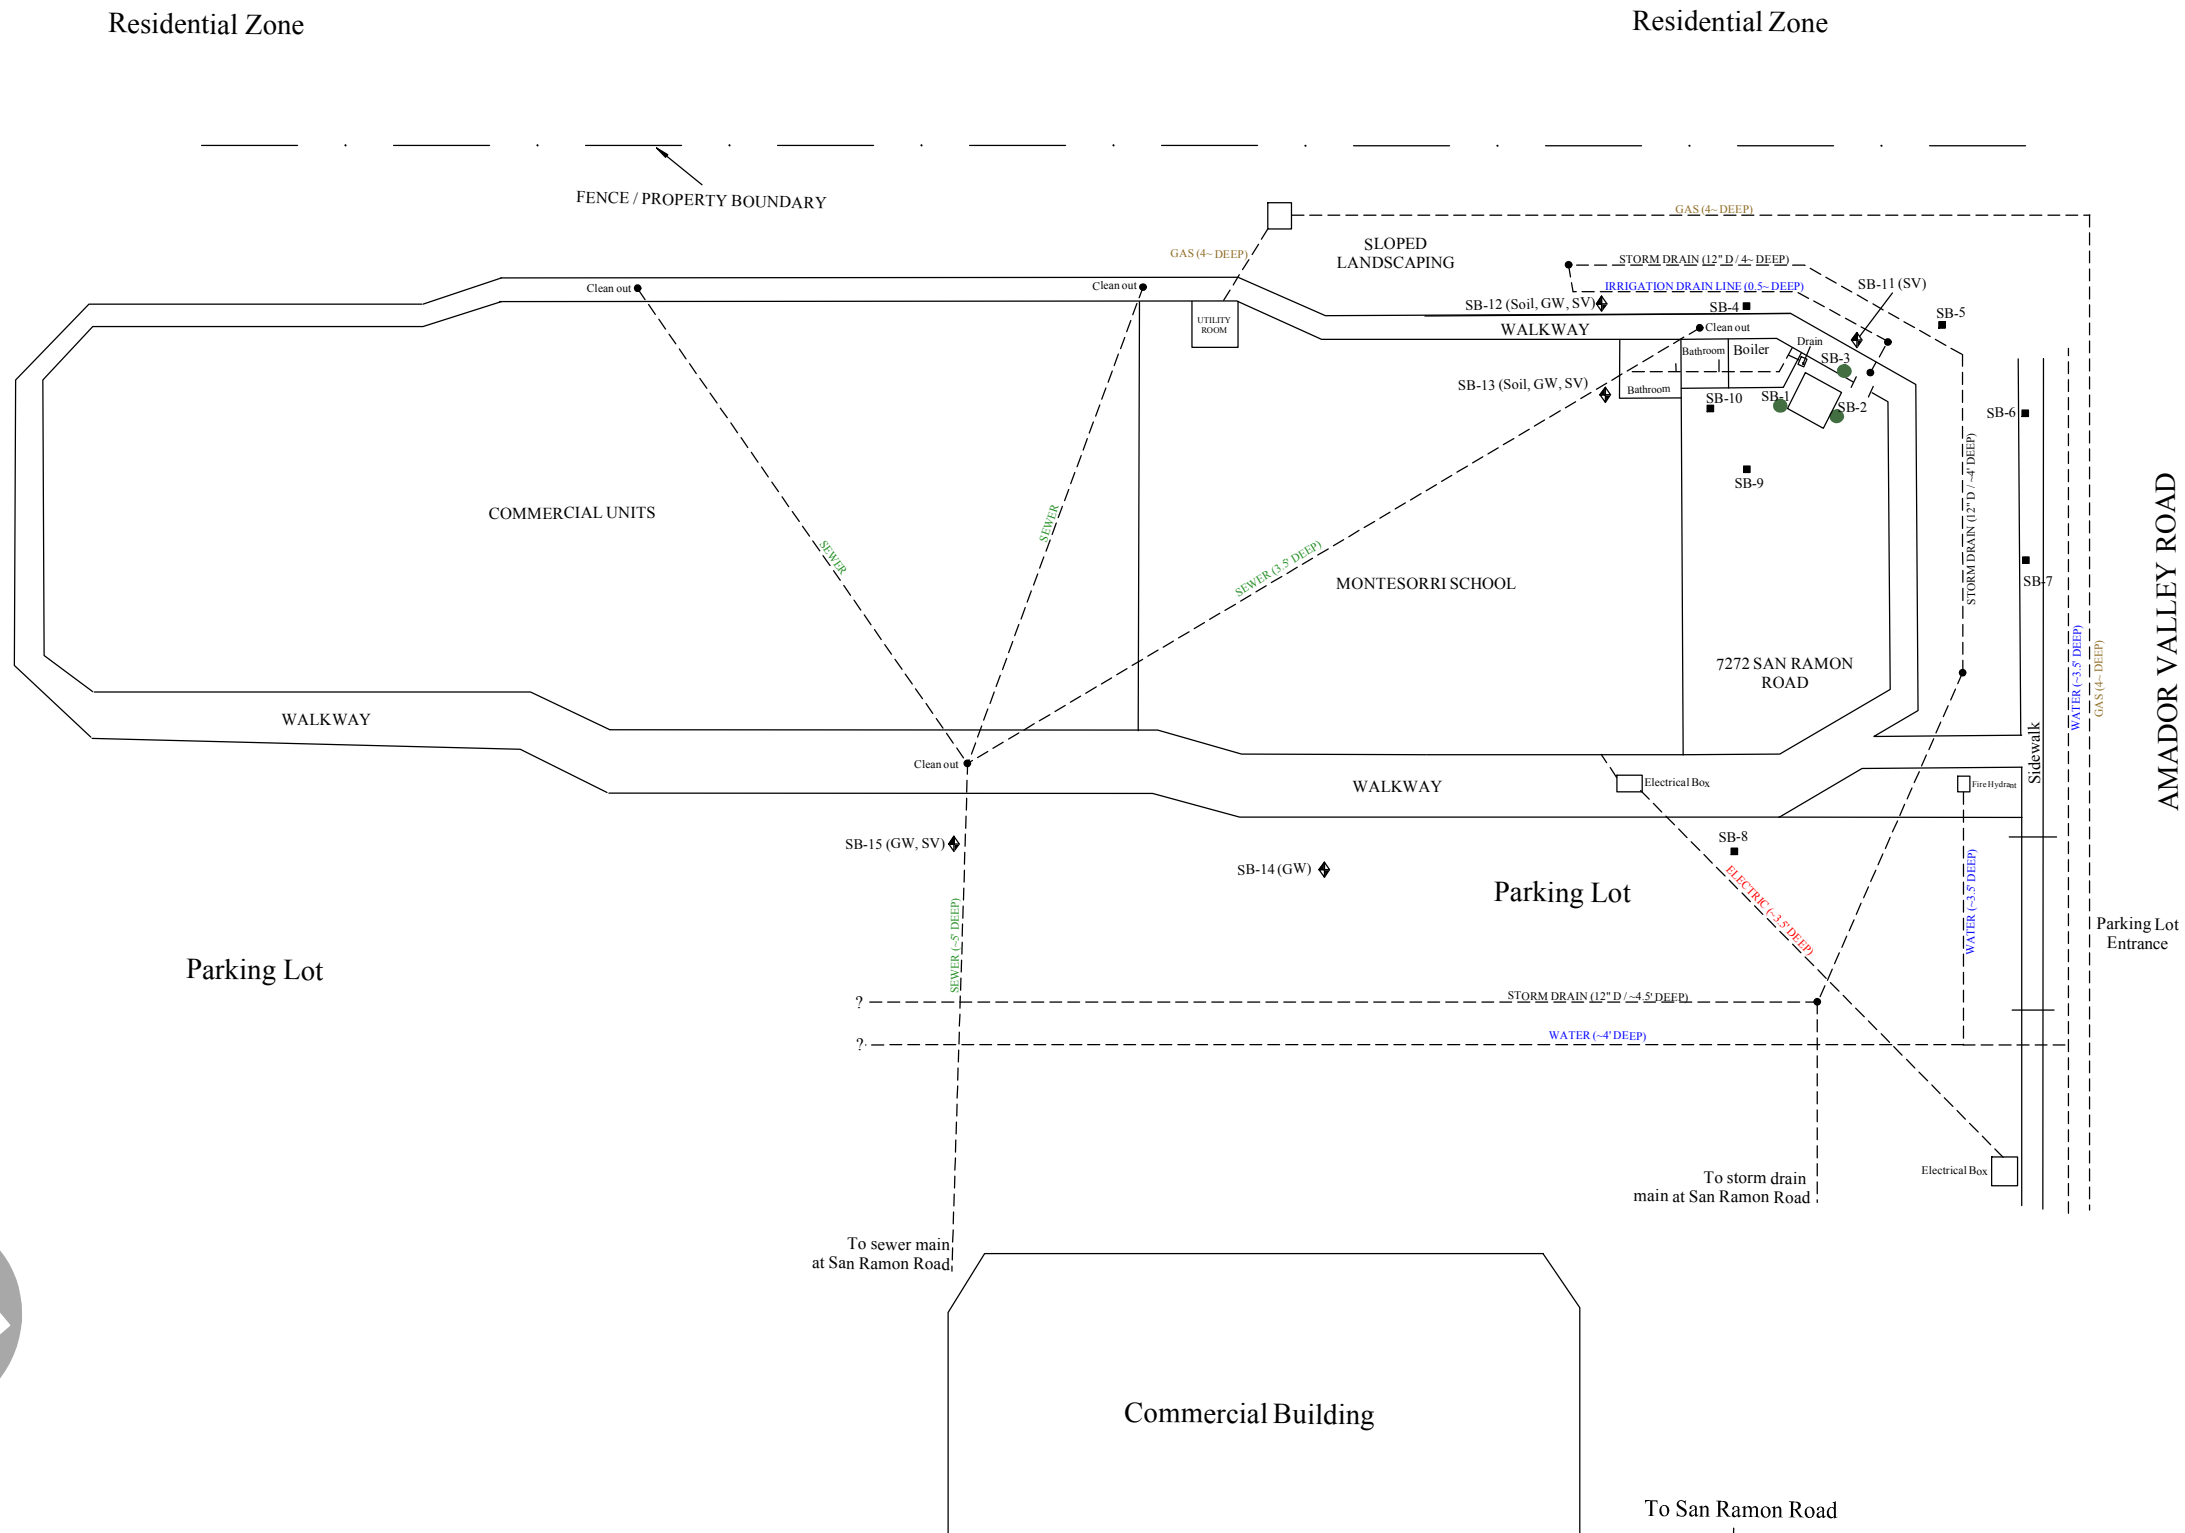 Residential Zone
Residential Zone
FENCE / PROPERTY BOUNDARY
GAS (4~ DEEP)
GAS (4~ DEEP)
SLOPED
LANDSCAPING
STORM DRAIN (12" D / 4~ DEEP)
IRRIGATION DRAIN LINE (0.5~ DEEP)
SB-11 (SV)
SB-12 (Soil, GW, SV)
SB-4
SB-5
Clean out
Clean out
UTILITY
ROOM
WALKWAY
Clean out
Drain
Bathroom
Boiler
SB-3
SB-13 (Soil, GW, SV)
Bathroom
SB-10
SB-1
SB-2
SB-6
SB-9
COMMERCIAL UNITS
SEWER
SEWER
SEWER (3.5' DEEP)
MONTESORRI SCHOOL
STORM DRAIN (12" D / ~4' DEEP)
SB-7
AMADOR VALLEY ROAD
7272 SAN RAMON
ROAD
WATER (~3.5' DEEP)
GAS (4~ DEEP)
WALKWAY
Sidewalk
Clean out
WALKWAY
Electrical Box
Fire Hydrant
SB-15 (GW, SV)
SB-14 (GW)
SB-8
Parking Lot
ELECTRIC (~3.5' DEEP)
WATER (~3.5' DEEP)
SEWER (~5' DEEP)
Parking Lot
Entrance
Parking Lot
?
STORM DRAIN (12" D / ~4.5' DEEP)
?
WATER (~4' DEEP)
Electrical Box
To storm drain
main at San Ramon Road
To sewer main
at San Ramon Road
Commercial Building
To San Ramon Road